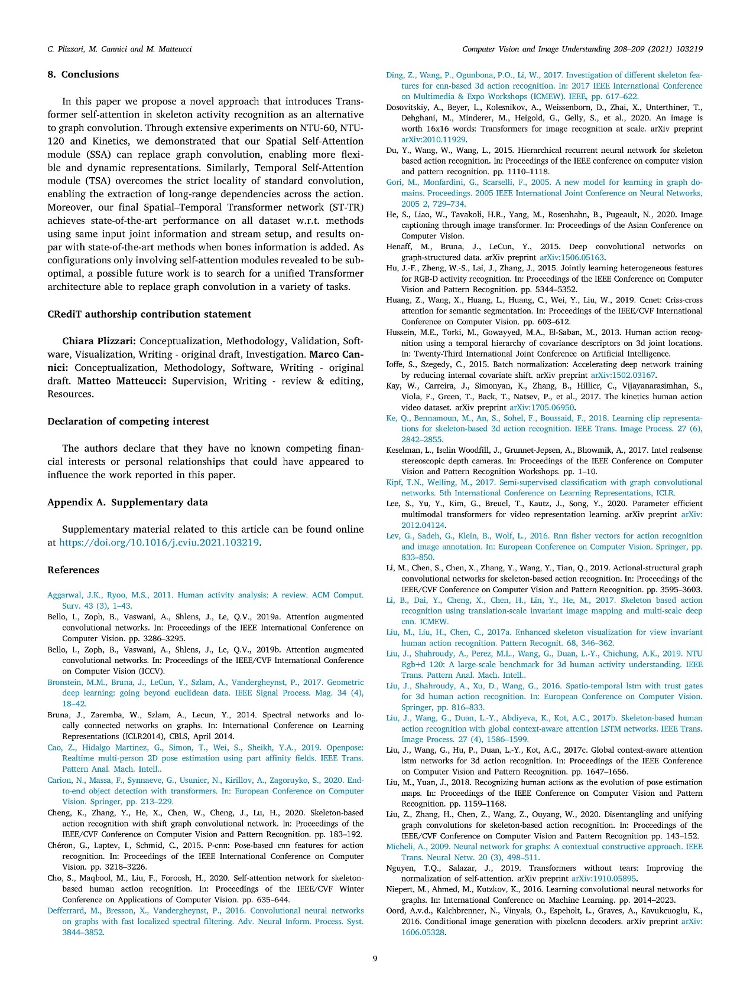 C. Plizzari, M. Cannici and M. Matteucci
Computer Vision and Image Understanding 208–209 (2021) 103219
8. Conclusions
In this paper we propose a novel approach that introduces Trans-
former self-attention in skeleton activity recognition as an alternative
to graph convolution. Through extensive experiments on NTU-60, NTU-
120 and Kinetics, we demonstrated that our Spatial Self-Attention
module (SSA) can replace graph convolution, enabling more flexi-
ble and dynamic representations. Similarly, Temporal Self-Attention
module (TSA) overcomes the strict locality of standard convolution,
enabling the extraction of long-range dependencies across the action.
Moreover, our final Spatial–Temporal Transformer network (ST-TR)
achieves state-of-the-art performance on all dataset w.r.t. methods
using same input joint information and stream setup, and results on-
par with state-of-the-art methods when bones information is added. As
configurations only involving self-attention modules revealed to be sub-
optimal, a possible future work is to search for a unified Transformer
architecture able to replace graph convolution in a variety of tasks.
CRediT authorship contribution statement
Chiara Plizzari: Conceptualization, Methodology, Validation, Soft-
ware, Visualization, Writing - original draft, Investigation. Marco Can-
nici: Conceptualization, Methodology, Software, Writing - original
draft. Matteo Matteucci: Supervision, Writing - review & editing,
Resources.
Declaration of competing interest
The authors declare that they have no known competing finan-
cial interests or personal relationships that could have appeared to
influence the work reported in this paper.
Appendix A. Supplementary data
Supplementary material related to this article can be found online
at https://doi.org/10.1016/j.cviu.2021.103219.
References
Aggarwal, J.K., Ryoo, M.S., 2011. Human activity analysis: A review. ACM Comput.
Surv. 43 (3), 1–43.
Bello, I., Zoph, B., Vaswani, A., Shlens, J., Le, Q.V., 2019a. Attention augmented
convolutional networks. In: Proceedings of the IEEE International Conference on
Computer Vision. pp. 3286–3295.
Bello, I., Zoph, B., Vaswani, A., Shlens, J., Le, Q.V., 2019b. Attention augmented
convolutional networks. In: Proceedings of the IEEE/CVF International Conference
on Computer Vision (ICCV).
Bronstein, M.M., Bruna, J., LeCun, Y., Szlam, A., Vandergheynst, P., 2017. Geometric
deep learning: going beyond euclidean data. IEEE Signal Process. Mag. 34 (4),
18–42.
Bruna, J., Zaremba, W., Szlam, A., Lecun, Y., 2014. Spectral networks and lo-
cally connected networks on graphs. In: International Conference on Learning
Representations (ICLR2014), CBLS, April 2014.
Cao, Z., Hidalgo Martinez, G., Simon, T., Wei, S., Sheikh, Y.A., 2019. Openpose:
Realtime multi-person 2D pose estimation using part affinity fields. IEEE Trans.
Pattern Anal. Mach. Intell..
Carion, N., Massa, F., Synnaeve, G., Usunier, N., Kirillov, A., Zagoruyko, S., 2020. End-
to-end object detection with transformers. In: European Conference on Computer
Vision. Springer, pp. 213–229.
Cheng, K., Zhang, Y., He, X., Chen, W., Cheng, J., Lu, H., 2020. Skeleton-based
action recognition with shift graph convolutional network. In: Proceedings of the
IEEE/CVF Conference on Computer Vision and Pattern Recognition. pp. 183–192.
Chéron, G., Laptev, I., Schmid, C., 2015. P-cnn: Pose-based cnn features for action
recognition. In: Proceedings of the IEEE International Conference on Computer
Vision. pp. 3218–3226.
Cho, S., Maqbool, M., Liu, F., Foroosh, H., 2020. Self-attention network for skeleton-
based human action recognition. In: Proceedings of the IEEE/CVF Winter
Conference on Applications of Computer Vision. pp. 635–644.
Defferrard, M., Bresson, X., Vandergheynst, P., 2016. Convolutional neural networks
on graphs with fast localized spectral filtering. Adv. Neural Inform. Process. Syst.
3844–3852.
Ding, Z., Wang, P., Ogunbona, P.O., Li, W., 2017. Investigation of different skeleton fea-
tures for cnn-based 3d action recognition. In: 2017 IEEE International Conference
on Multimedia & Expo Workshops (ICMEW). IEEE, pp. 617–622.
Dosovitskiy, A., Beyer, L., Kolesnikov, A., Weissenborn, D., Zhai, X., Unterthiner, T.,
Dehghani, M., Minderer, M., Heigold, G., Gelly, S., et al., 2020. An image is
worth 16x16 words: Transformers for image recognition at scale. arXiv preprint
arXiv:2010.11929.
Du, Y., Wang, W., Wang, L., 2015. Hierarchical recurrent neural network for skeleton
based action recognition. In: Proceedings of the IEEE conference on computer vision
and pattern recognition. pp. 1110–1118.
Gori, M., Monfardini, G., Scarselli, F., 2005. A new model for learning in graph do-
mains. Proceedings. 2005 IEEE International Joint Conference on Neural Networks,
2005 2, 729–734.
He, S., Liao, W., Tavakoli, H.R., Yang, M., Rosenhahn, B., Pugeault, N., 2020. Image
captioning through image transformer. In: Proceedings of the Asian Conference on
Computer Vision.
Henaff, M., Bruna, J., LeCun, Y., 2015. Deep convolutional networks on
graph-structured data. arXiv preprint arXiv:1506.05163.
Hu, J.-F., Zheng, W.-S., Lai, J., Zhang, J., 2015. Jointly learning heterogeneous features
for RGB-D activity recognition. In: Proceedings of the IEEE Conference on Computer
Vision and Pattern Recognition. pp. 5344–5352.
Huang, Z., Wang, X., Huang, L., Huang, C., Wei, Y., Liu, W., 2019. Ccnet: Criss-cross
attention for semantic segmentation. In: Proceedings of the IEEE/CVF International
Conference on Computer Vision. pp. 603–612.
Hussein, M.E., Torki, M., Gowayyed, M.A., El-Saban, M., 2013. Human action recog-
nition using a temporal hierarchy of covariance descriptors on 3d joint locations.
In: Twenty-Third International Joint Conference on Artificial Intelligence.
Ioffe, S., Szegedy, C., 2015. Batch normalization: Accelerating deep network training
by reducing internal covariate shift. arXiv preprint arXiv:1502.03167.
Kay, W., Carreira, J., Simonyan, K., Zhang, B., Hillier, C., Vijayanarasimhan, S.,
Viola, F., Green, T., Back, T., Natsev, P., et al., 2017. The kinetics human action
video dataset. arXiv preprint arXiv:1705.06950.
Ke, Q., Bennamoun, M., An, S., Sohel, F., Boussaid, F., 2018. Learning clip representa-
tions for skeleton-based 3d action recognition. IEEE Trans. Image Process. 27 (6),
2842–2855.
Keselman, L., Iselin Woodfill, J., Grunnet-Jepsen, A., Bhowmik, A., 2017. Intel realsense
stereoscopic depth cameras. In: Proceedings of the IEEE Conference on Computer
Vision and Pattern Recognition Workshops. pp. 1–10.
Kipf, T.N., Welling, M., 2017. Semi-supervised classification with graph convolutional
networks. 5th International Conference on Learning Representations, ICLR.
Lee, S., Yu, Y., Kim, G., Breuel, T., Kautz, J., Song, Y., 2020. Parameter efficient
multimodal transformers for video representation learning. arXiv preprint arXiv:
2012.04124.
Lev, G., Sadeh, G., Klein, B., Wolf, L., 2016. Rnn fisher vectors for action recognition
and image annotation. In: European Conference on Computer Vision. Springer, pp.
833–850.
Li, M., Chen, S., Chen, X., Zhang, Y., Wang, Y., Tian, Q., 2019. Actional-structural graph
convolutional networks for skeleton-based action recognition. In: Proceedings of the
IEEE/CVF Conference on Computer Vision and Pattern Recognition. pp. 3595–3603.
Li, B., Dai, Y., Cheng, X., Chen, H., Lin, Y., He, M., 2017. Skeleton based action
recognition using translation-scale invariant image mapping and multi-scale deep
cnn. ICMEW.
Liu, M., Liu, H., Chen, C., 2017a. Enhanced skeleton visualization for view invariant
human action recognition. Pattern Recognit. 68, 346–362.
Liu, J., Shahroudy, A., Perez, M.L., Wang, G., Duan, L.-Y., Chichung, A.K., 2019. NTU
Rgb+d 120: A large-scale benchmark for 3d human activity understanding. IEEE
Trans. Pattern Anal. Mach. Intell..
Liu, J., Shahroudy, A., Xu, D., Wang, G., 2016. Spatio-temporal lstm with trust gates
for 3d human action recognition. In: European Conference on Computer Vision.
Springer, pp. 816–833.
Liu, J., Wang, G., Duan, L.-Y., Abdiyeva, K., Kot, A.C., 2017b. Skeleton-based human
action recognition with global context-aware attention LSTM networks. IEEE Trans.
Image Process. 27 (4), 1586–1599.
Liu, J., Wang, G., Hu, P., Duan, L.-Y., Kot, A.C., 2017c. Global context-aware attention
lstm networks for 3d action recognition. In: Proceedings of the IEEE Conference
on Computer Vision and Pattern Recognition. pp. 1647–1656.
Liu, M., Yuan, J., 2018. Recognizing human actions as the evolution of pose estimation
maps. In: Proceedings of the IEEE Conference on Computer Vision and Pattern
Recognition. pp. 1159–1168.
Liu, Z., Zhang, H., Chen, Z., Wang, Z., Ouyang, W., 2020. Disentangling and unifying
graph convolutions for skeleton-based action recognition. In: Proceedings of the
IEEE/CVF Conference on Computer Vision and Pattern Recognition pp. 143–152.
Micheli, A., 2009. Neural network for graphs: A contextual constructive approach. IEEE
Trans. Neural Netw. 20 (3), 498–511.
Nguyen, T.Q., Salazar, J., 2019. Transformers without tears: Improving the
normalization of self-attention. arXiv preprint arXiv:1910.05895.
Niepert, M., Ahmed, M., Kutzkov, K., 2016. Learning convolutional neural networks for
graphs. In: International Conference on Machine Learning. pp. 2014–2023.
Oord, A.v.d., Kalchbrenner, N., Vinyals, O., Espeholt, L., Graves, A., Kavukcuoglu, K.,
2016. Conditional image generation with pixelcnn decoders. arXiv preprint arXiv:
1606.05328.
9